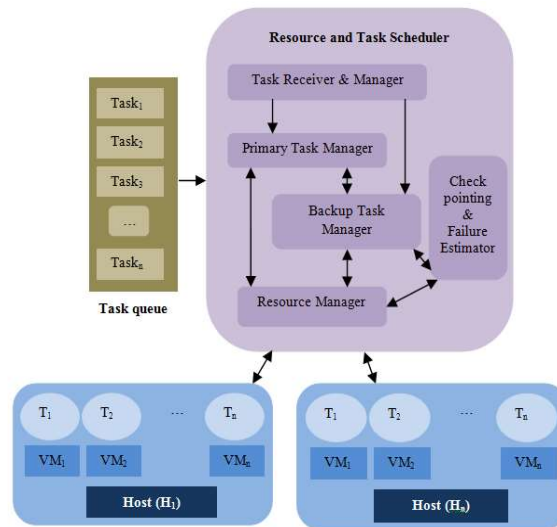 Resource and Task Scheduler
Task Receiver & Manager
Primary Task Manager
Backup Task
Manager
Check
pointing
&
Failure
Estimator
Resource Manager
Task₁
Task₂
Task₃
...
Taskₙ
Task queue
T₁ T₂ ... Tₙ
VM₁ VM₂ VMₙ
Host (H₁)
T₁ T₂ ... Tₙ
VM₁ VM₂ VMₙ
Host (Hₙ)